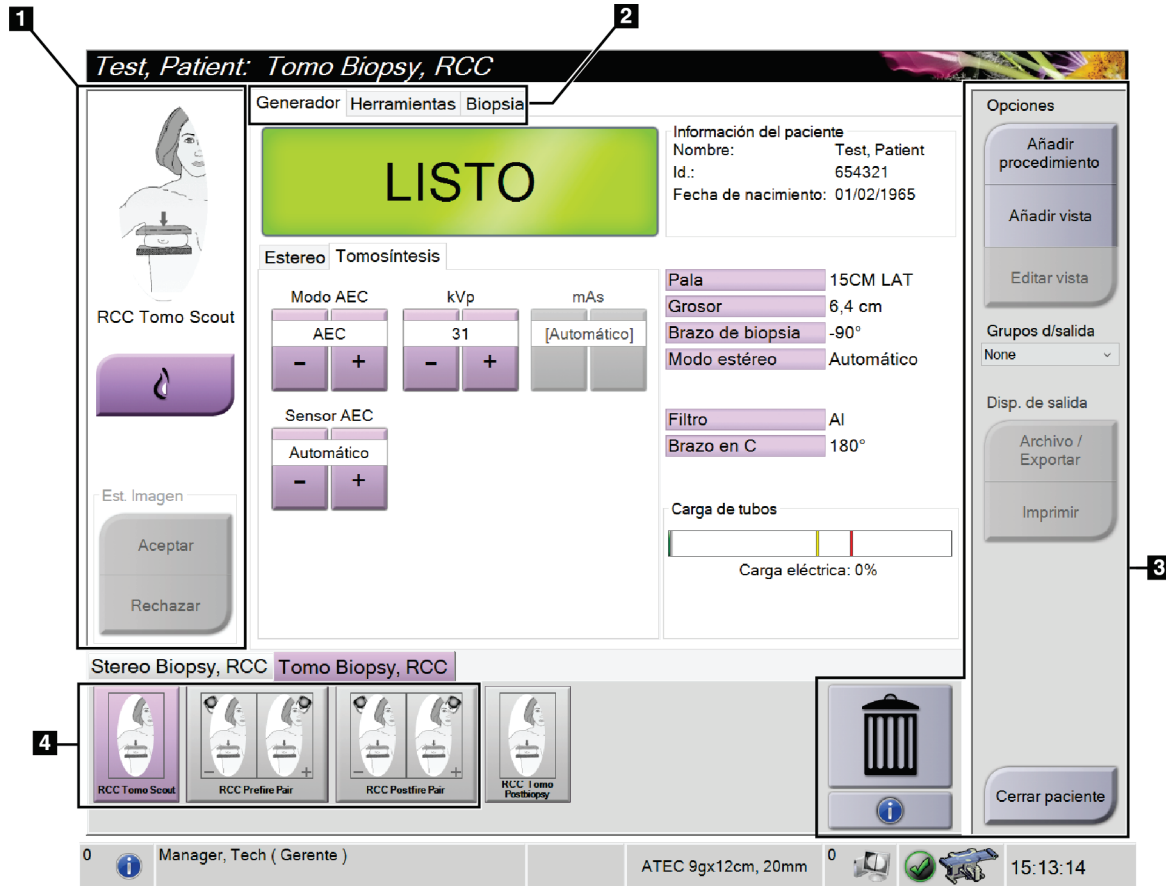 1
2
Test, Patient: Tomo Biopsy, RCC
Generador Herramientas Biopsia
LISTO
Información del paciente
Nombre: Test, Patient
Id.: 654321
Fecha de nacimiento: 01/02/1965
Opciones
Añadir
procedimiento
Añadir vista
Editar vista
Grupos d/salida
None
Disp. de salida
Archivo /
Exportar
Imprimir
Cerrar paciente
3
RCC Tomo Scout
Est. Imagen
Aceptar
Rechazar
Estereo Tomosíntesis
Modo AEC
AEC
- +
kVp
31
- +
mAs
[Automático]
Sensor AEC
Automático
- +
Pala 15CM LAT
Grosor 6,4 cm
Brazo de biopsia -90°
Modo estéreo Automático
Filtro Al
Brazo en C 180°
Carga de tubos
Carga eléctrica: 0%
Stereo Biopsy, RCC Tomo Biopsy, RCC
4
RCC Tomo Scout
- +
RCC Prefire Pair
- +
RCC Postfire Pair
RCC Tomo
Postbiopsy
0 Manager, Tech ( Gerente ) ATEC 9gx12cm, 20mm 0 15:13:14